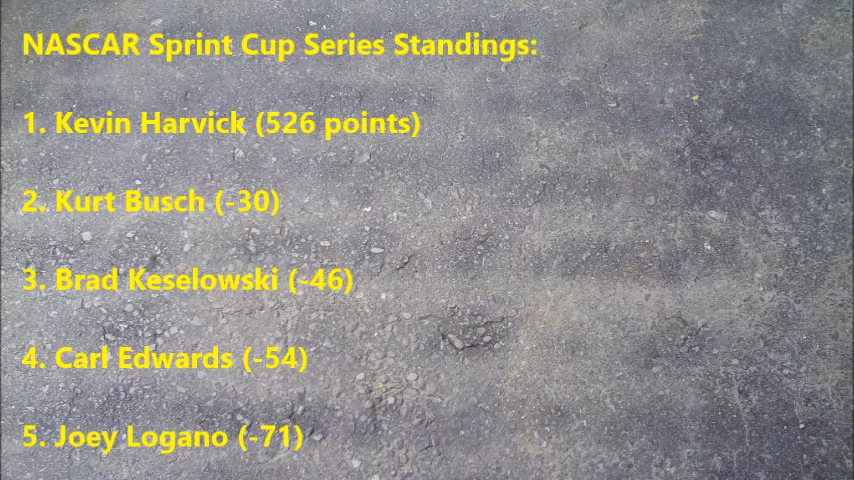 NASCAR Sprint Cup Series Standings:
1. Kevin Harvick (526 points)
2. Kurt Busch (-30)
3. Brad Keselowski (-46)
4. Carl Edwards (-54)
5. Joey Logano (-71)